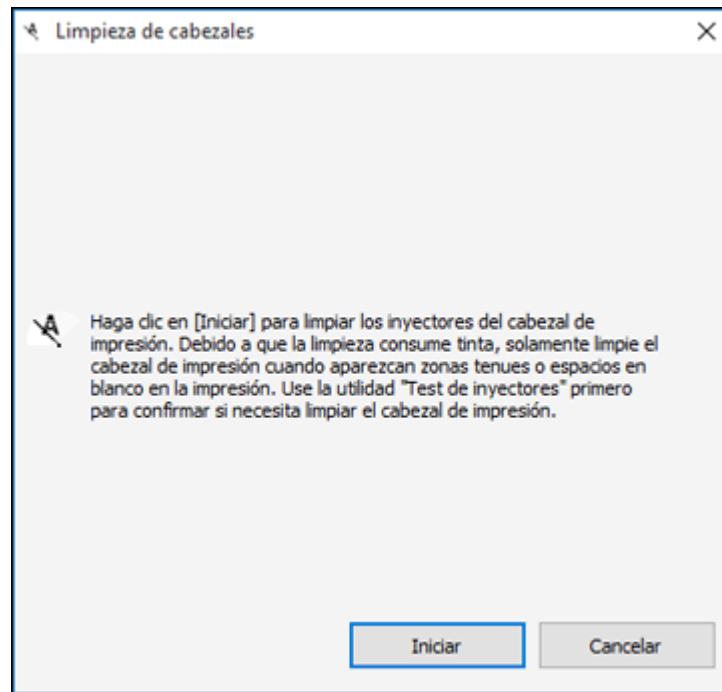 Limpieza de cabezales
Haga clic en [Iniciar] para limpiar los inyectores del cabezal de
impresión. Debido a que la limpieza consume tinta, solamente limpie el
cabezal de impresión cuando aparezcan zonas tenues o espacios en
blanco en la impresión. Use la utilidad "Test de inyectores" primero
para confirmar si necesita limpiar el cabezal de impresión.
Iniciar
Cancelar